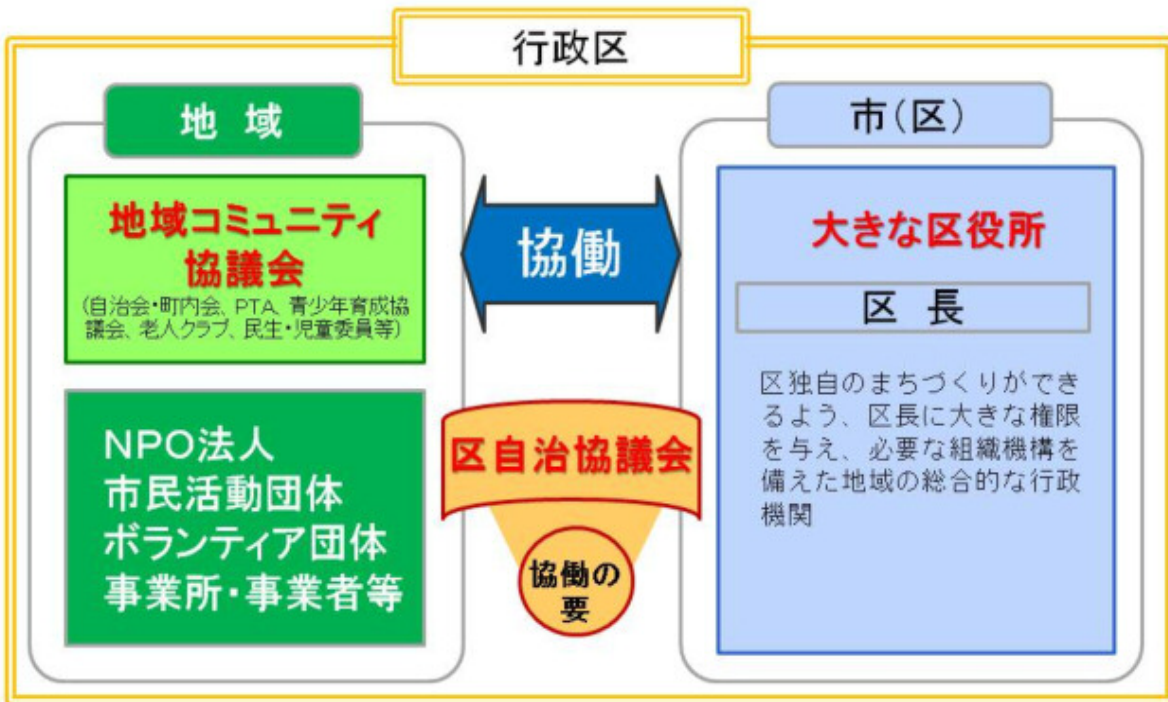 行政区
地 域
地域コミュニティ
協議会
(自治会・町内会、PTA、青少年育成協
議会、老人クラブ、民生・児童委員等)
NPO法人
市民活動団体
ボランティア団体
事業所・事業者等
協働
区自治協議会
協働の
要
市(区)
大きな区役所
区 長
区独自のまちづくりができ
るよう、区長に大きな権限
を与え、必要な組織機構を
備えた地域の総合的な行政
機関